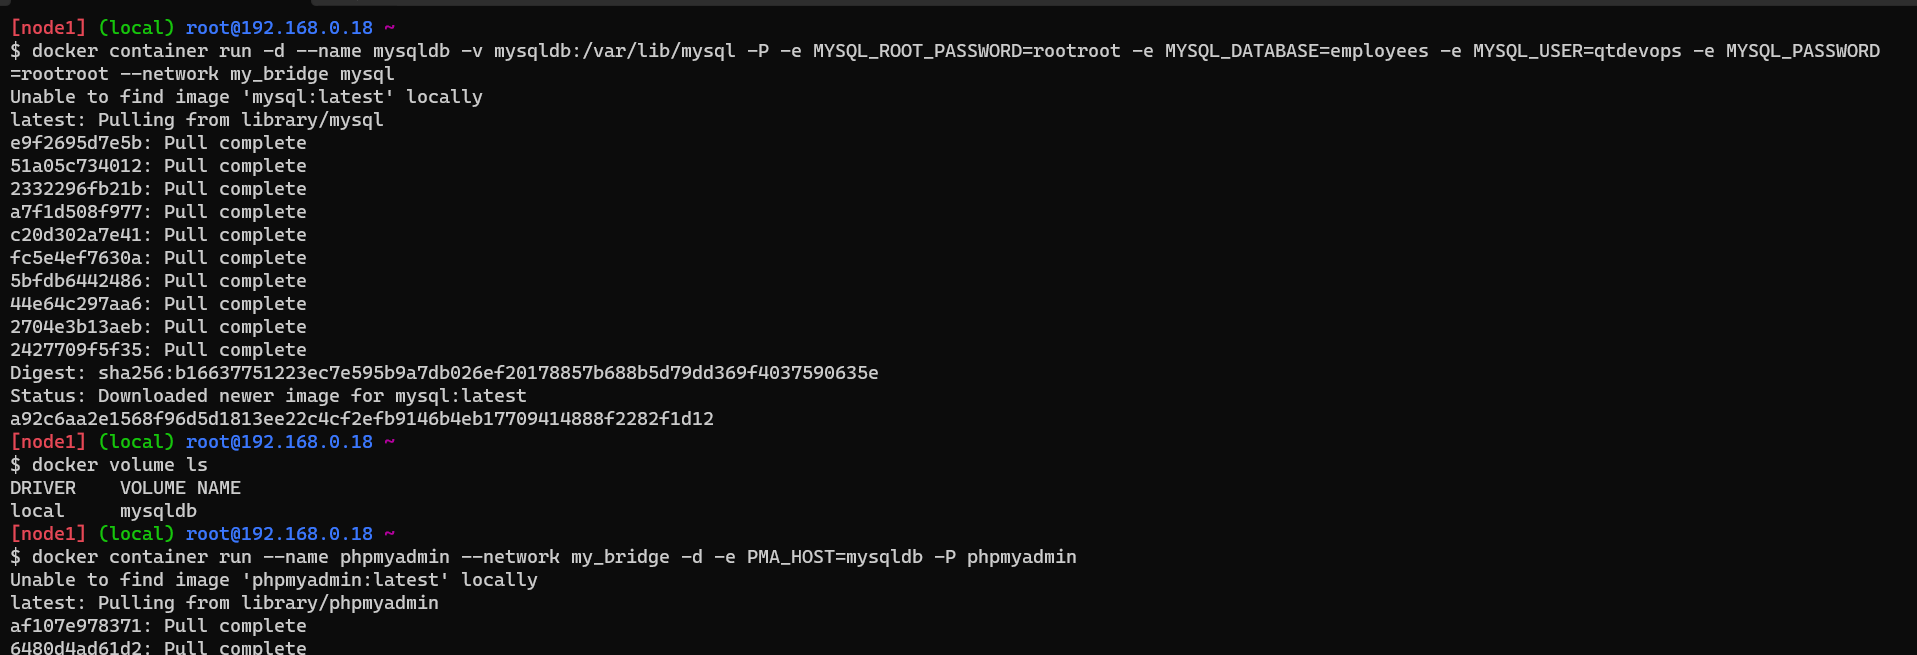 [node1] (local) root@192.168.0.18 ~
$ docker container run -d --name mysqldb -v mysqldb:/var/lib/mysql -P -e MYSQL_ROOT_PASSWORD=rootroot -e MYSQL_DATABASE=employees -e MYSQL_USER=qtdevops -e MYSQL_PASSWORD
=rootroot --network my_bridge mysql
Unable to find image 'mysql:latest' locally
latest: Pulling from library/mysql
e9f2695d7e5b: Pull complete
51a05c734012: Pull complete
2332296fb21b: Pull complete
a7f1d508f977: Pull complete
c20d302a7e41: Pull complete
fc5e4ef7630a: Pull complete
5bfdb6442486: Pull complete
44e64c297aa6: Pull complete
2704e3b13aeb: Pull complete
2427709f5f35: Pull complete
Digest: sha256:b16637751223ec7e595b9a7db026ef20178857b688b5d79dd369f4037590635e
Status: Downloaded newer image for mysql:latest
a92c6aa2e1568f96d5d1813ee22c4cf2efb9146b4eb17709414888f2282f1d12
[node1] (local) root@192.168.0.18 ~
$ docker volume ls
DRIVER    VOLUME NAME
local     mysqldb
[node1] (local) root@192.168.0.18 ~
$ docker container run --name phpmyadmin --network my_bridge -d -e PMA_HOST=mysqldb -P phpmyadmin
Unable to find image 'phpmyadmin:latest' locally
latest: Pulling from library/phpmyadmin
af107e978371: Pull complete
6480d4ad61d2: Pull complete